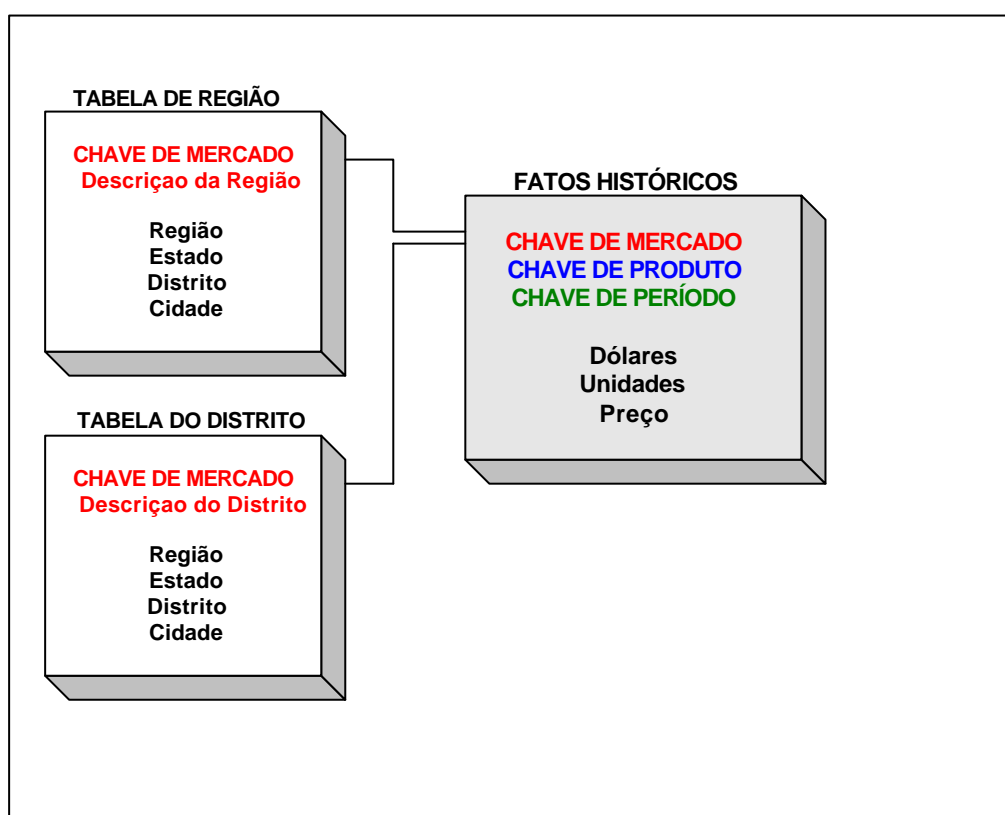 TABELA DE REGIÃO
CHAVE DE MERCADO
Descriçao da Região
Região
Estado
Distrito
Cidade
TABELA DO DISTRITO
CHAVE DE MERCADO
Descriçao do Distrito
Região
Estado
Distrito
Cidade
FATOS HISTÓRICOS
CHAVE DE MERCADO
CHAVE DE PRODUTO
CHAVE DE PERÍODO
Dólares
Unidades
Preço